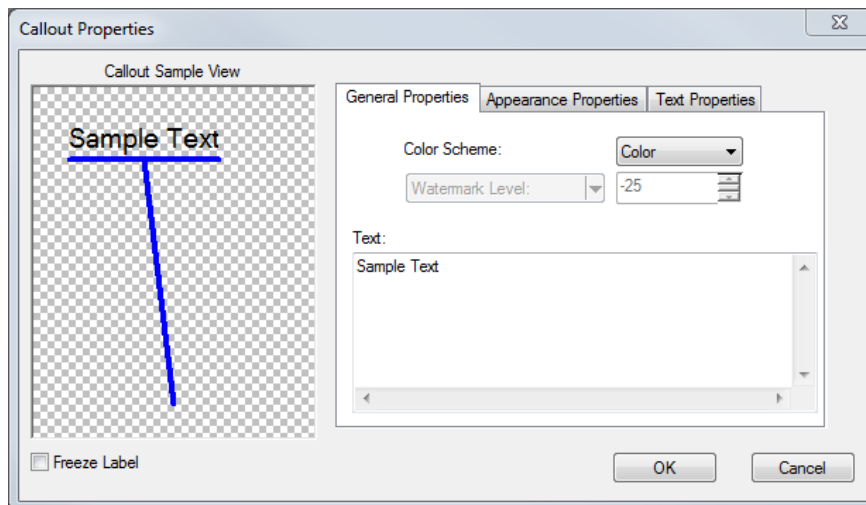 Callout Properties
Callout Sample View
Sample Text
Freeze Label
General Properties
Appearance Properties
Text Properties
Color Scheme:
Color
Watermark Level:
-25
Text:
Sample Text
OK
Cancel